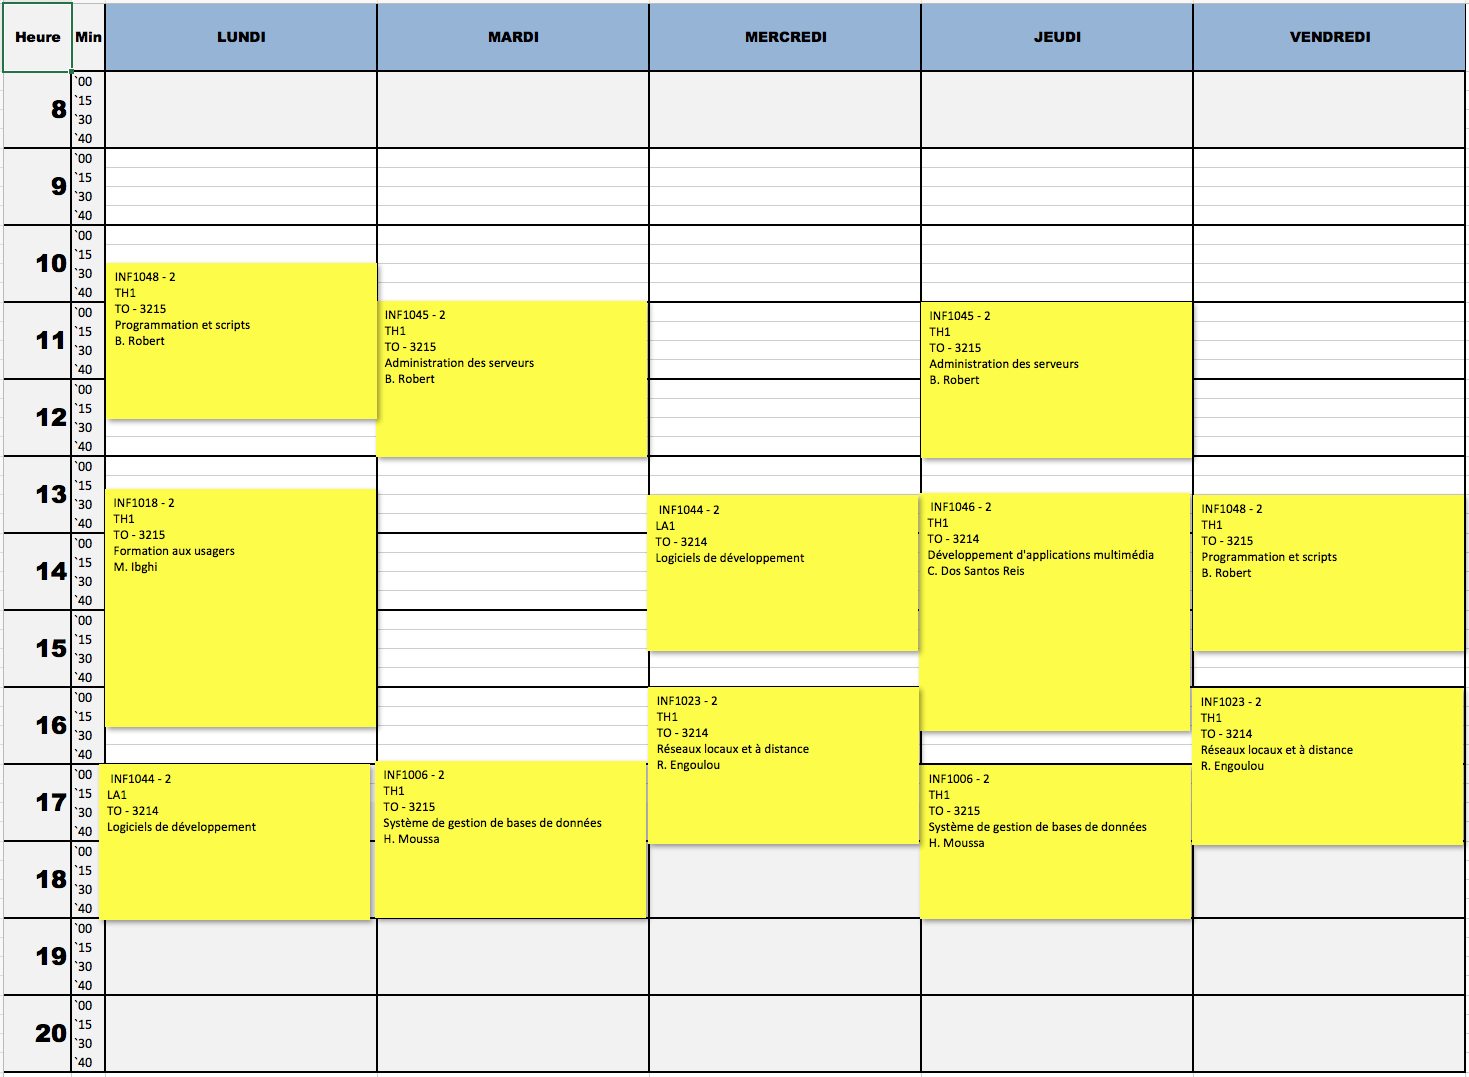 Heure Min LUNDI MARDI MERCREDI JEUDI VENDREDI
8
`00
`15
`30
`40
9
`00
`15
`30
`40
10
`00
`15
`30
`40
11
`00
`15
`30
`40
12
`00
`15
`30
`40
13
`00
`15
`30
`40
14
`00
`15
`30
`40
15
`00
`15
`30
`40
16
`00
`15
`30
`40
17
`00
`15
`30
`40
18
`00
`15
`30
`40
19
`00
`15
`30
`40
20
`00
`15
`30
`40
INF1048 - 2
TH1
TO - 3215
Programmation et scripts
B. Robert
INF1018 - 2
TH1
TO - 3215
Formation aux usagers
M. Ibghi
INF1044 - 2
LA1
TO - 3214
Logiciels de développement
INF1045 - 2
TH1
TO - 3215
Administration des serveurs
B. Robert
INF1006 - 2
TH1
TO - 3215
Système de gestion de bases de données
H. Moussa
INF1044 - 2
LA1
TO - 3214
Logiciels de développement
INF1023 - 2
TH1
TO - 3214
Réseaux locaux et à distance
R. Engoulou
INF1045 - 2
TH1
TO - 3215
Administration des serveurs
B. Robert
INF1046 - 2
TH1
TO - 3214
Développement d'applications multimédia
C. Dos Santos Reis
INF1006 - 2
TH1
TO - 3215
Système de gestion de bases de données
H. Moussa
INF1048 - 2
TH1
TO - 3215
Programmation et scripts
B. Robert
INF1023 - 2
TH1
TO - 3214
Réseaux locaux et à distance
R. Engoulou